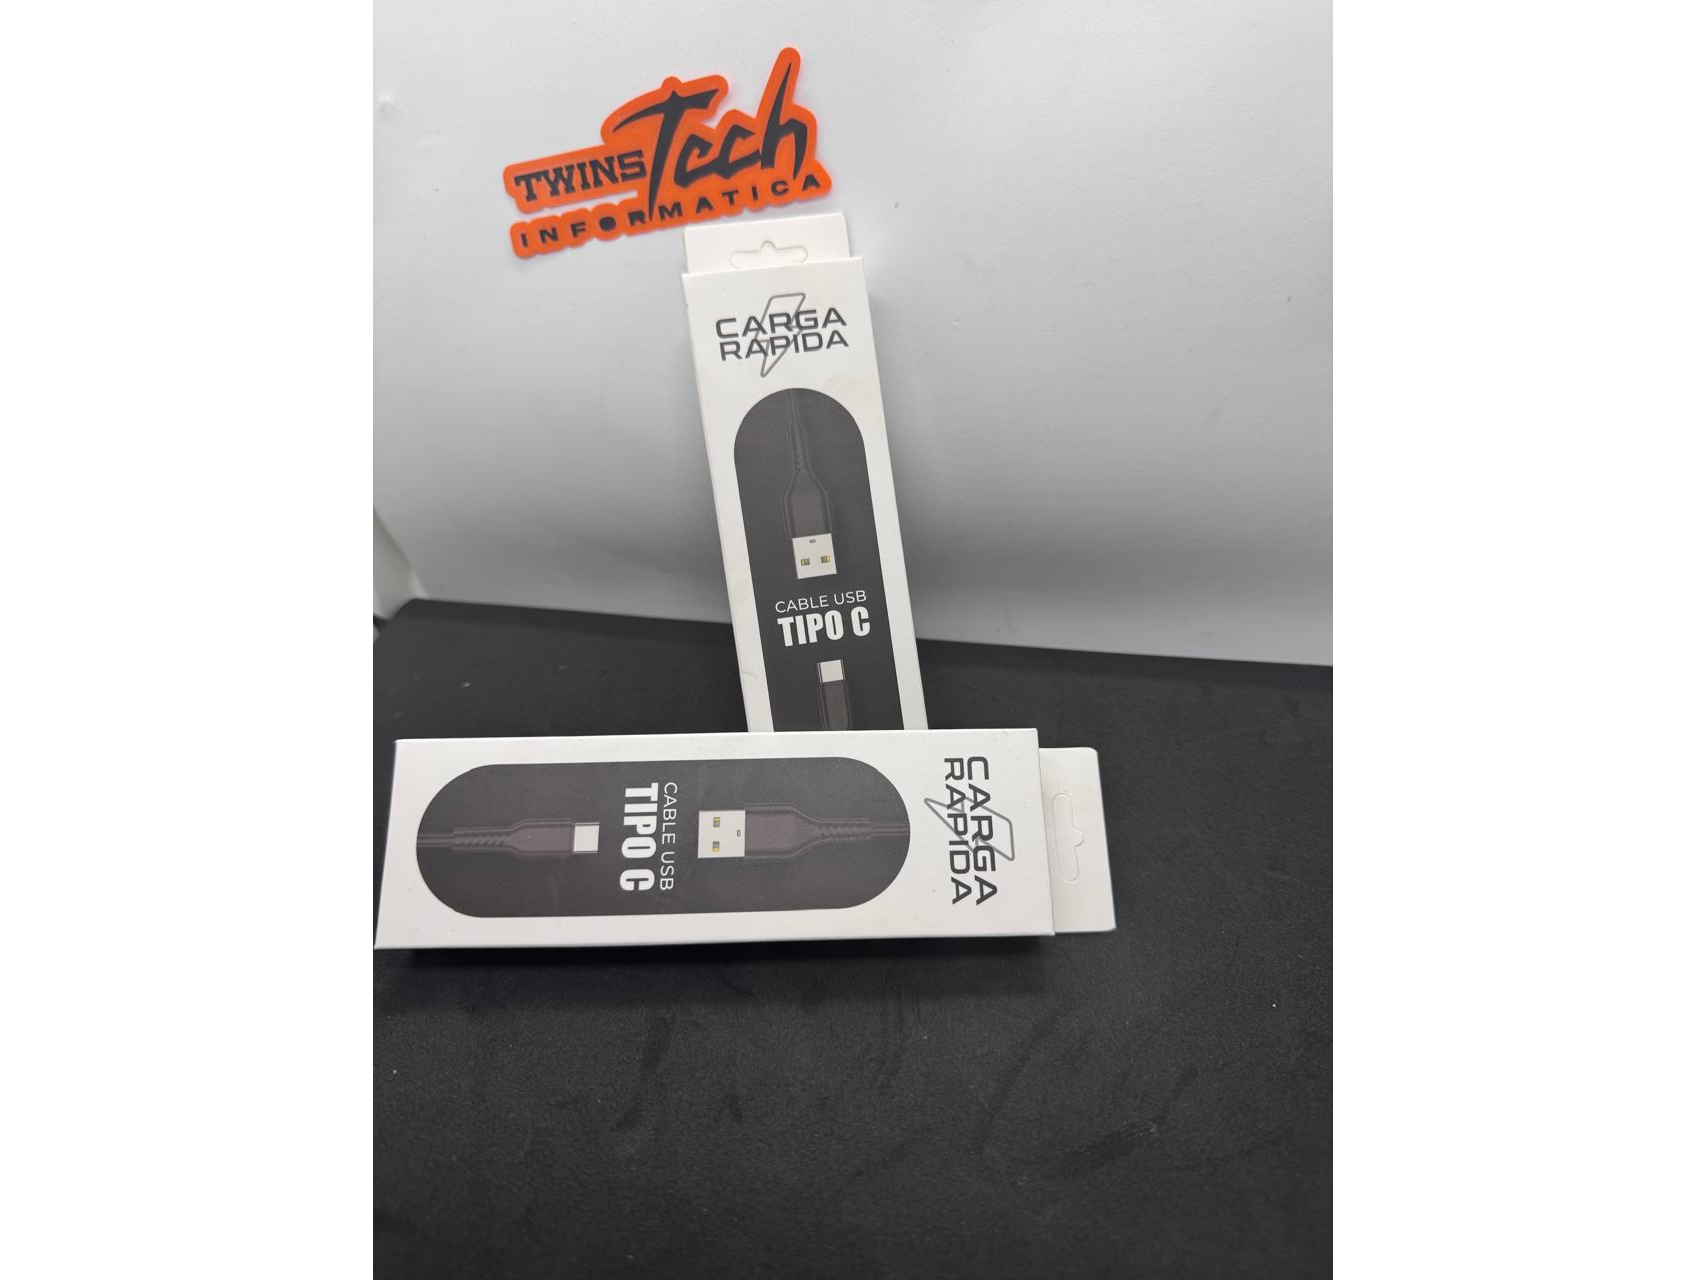 TWINS Tech
INFORMATICA
CARGA
RAPIDA
CABLE USB
TIPO C
CARGA
RAPIDA
CABLE USB
TIPO C